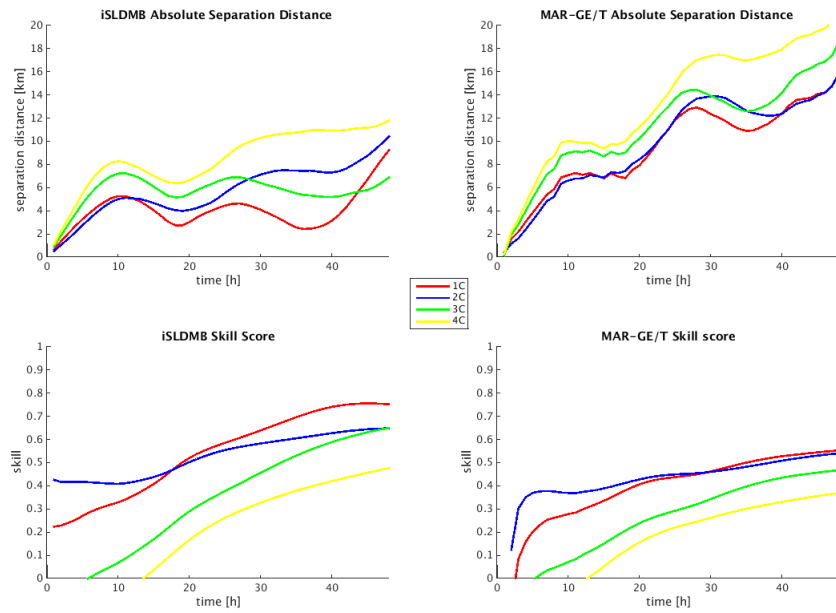 iSLDMB Absolute Separation Distance
20
18
16
14
12
10
8
6
4
2
0
separation distance [km]
0 10 20 30 40
time [h]
MAR-GE/T Absolute Separation Distance
20
18
16
14
12
10
8
6
4
2
0
separation distance [km]
0 10 20 30 40
time [h]
1C
2C
3C
4C
iSLDMB Skill Score
1
0.9
0.8
0.7
0.6
0.5
0.4
0.3
0.2
0.1
0
skill
0 10 20 30 40
time [h]
MAR-GE/T Skill score
1
0.9
0.8
0.7
0.6
0.5
0.4
0.3
0.2
0.1
0
skill
0 10 20 30 40
time [h]